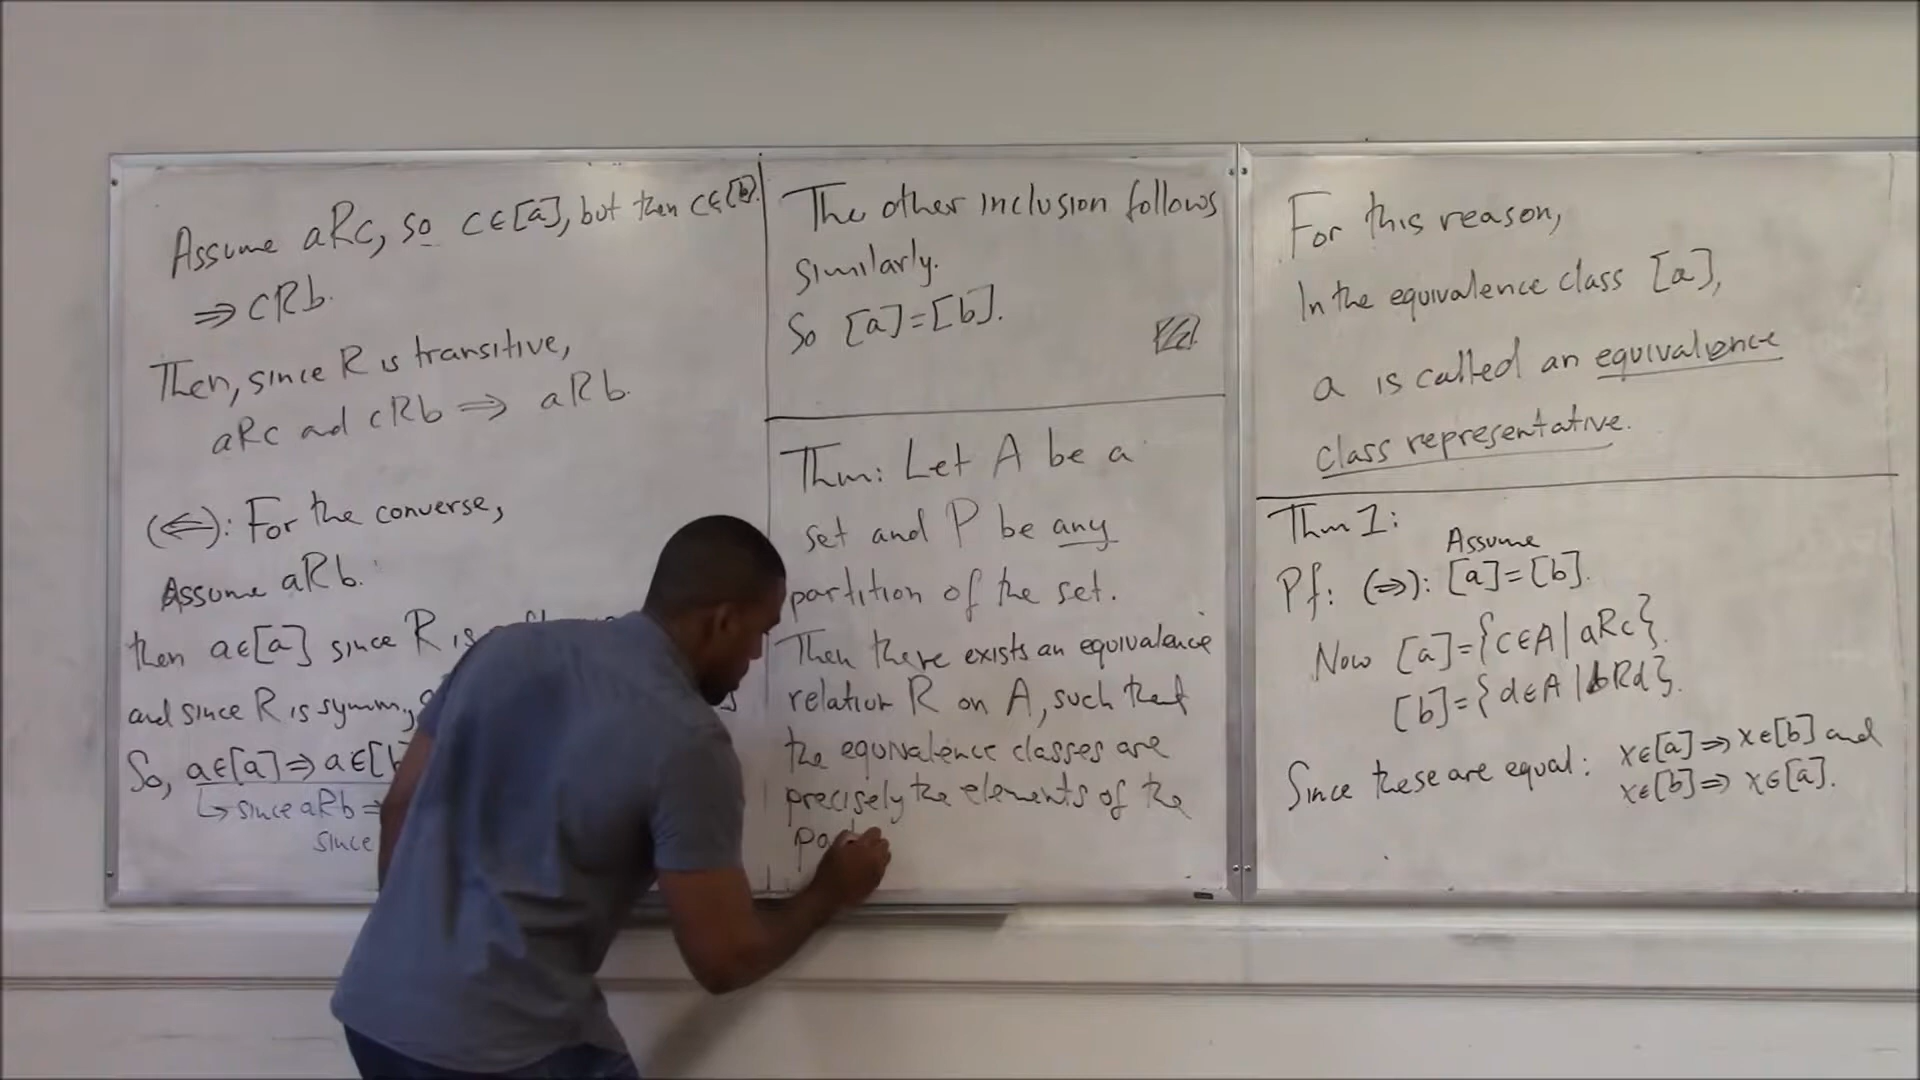 Assume aRc, so c∈[a], but then c∈[b].
⇒ cRb.
Then, since R is transitive,
aRc and cRb ⇒ aRb.
(⇐): For the converse,
Assume aRb.
then a∈[a] since R is
and since R is symm,
So, a∈[a] ⇒ a∈[b
↳ since aRb ⇒
since
The other inclusion follows
similarly.
So [a]=[b].
Thm: Let A be a
set and P be any
partition of the set.
Then there exists an equivalence
relation R on A, such that
the equivalence classes are
precisely the elements of the
For this reason,
In the equivalence class [a],
a is called an equivalence
class representative.
Thm 1:
Assume
Pf: (⇒): [a]=[b].
Now [a]={c∈A | aRc}.
[b]={d∈A | bRd}.
Since these are equal: x∈[a] ⇒ x∈[b] and
x∈[b] ⇒ x∈[a].